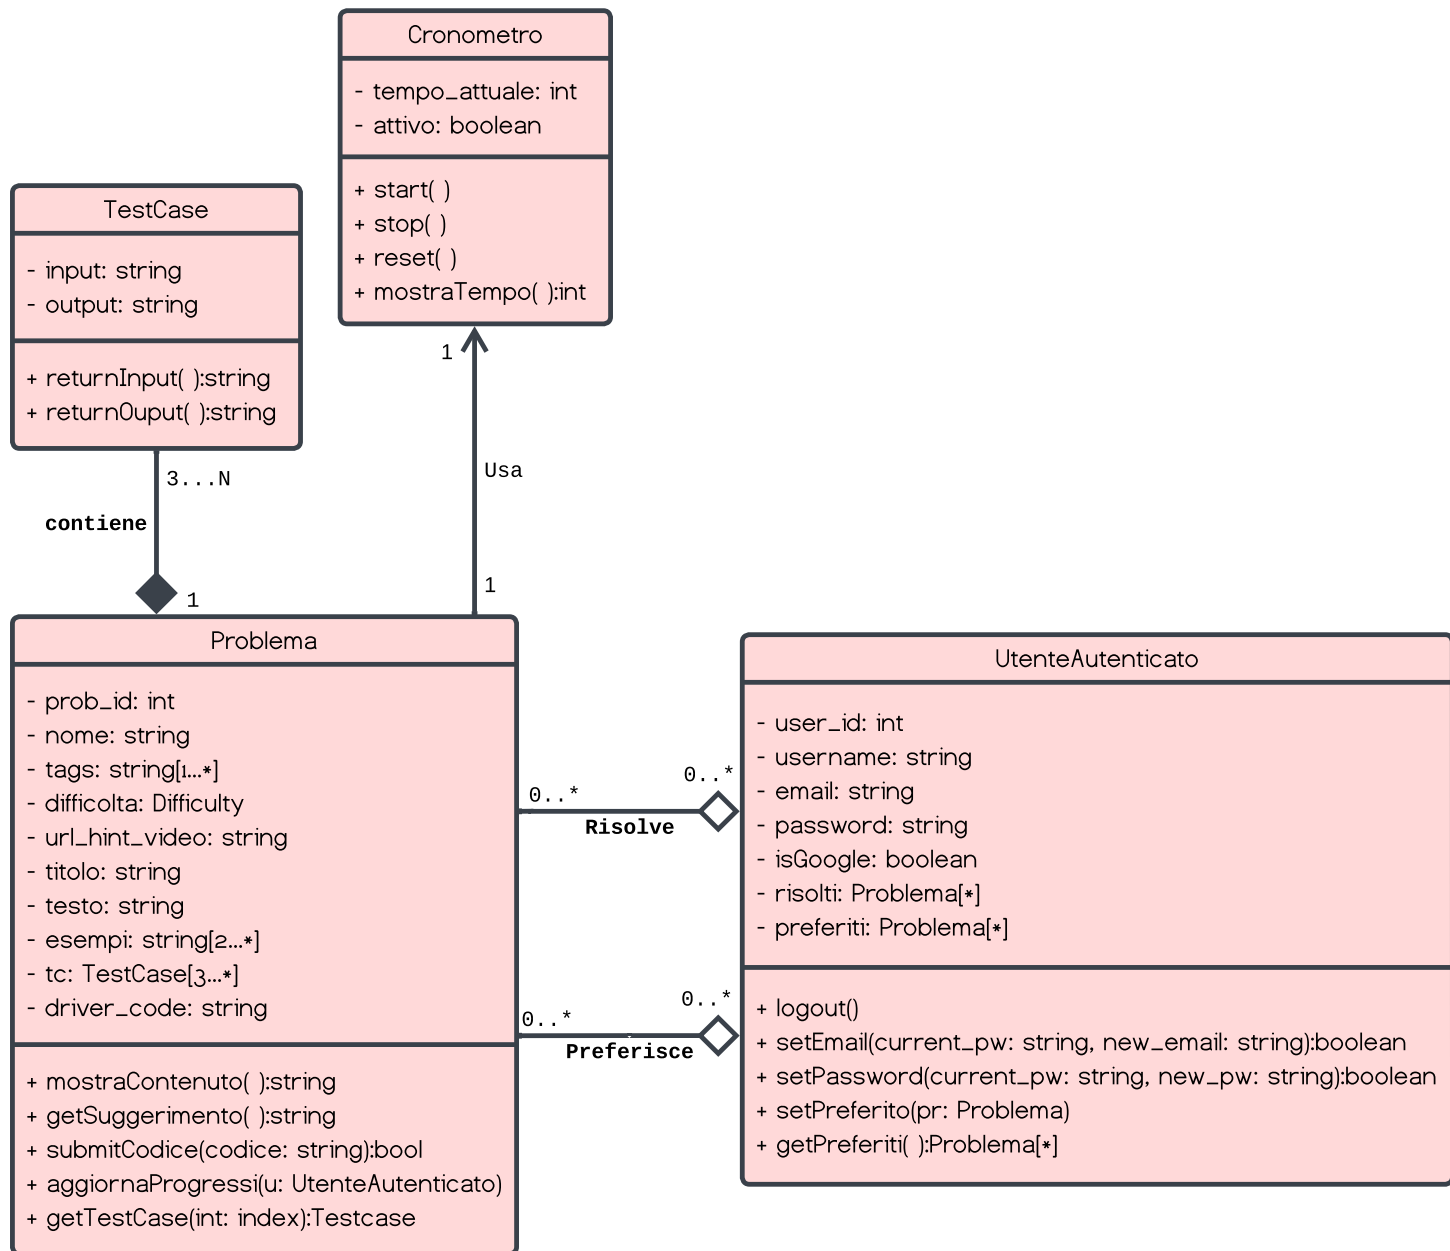 Cronometro
- tempo_attuale: int
- attivo: boolean
+ start( )
+ stop( )
+ reset( )
+ mostraTempo( ):int
TestCase
- input: string
- output: string
+ returnInput( ):string
+ returnOuput( ):string
1
Usa
1
3...N
contiene
1
Problema
- prob_id: int
- nome: string
- tags: string[1...*]
- difficolta: Difficulty
- url_hint_video: string
- titolo: string
- testo: string
- esempi: string[2...*]
- tc: TestCase[3...*]
- driver_code: string
+ mostraContenuto( ):string
+ getSuggerimento( ):string
+ submitCodice(codice: string):bool
+ aggiornaProgressi(u: UtenteAutenticato)
+ getTestCase(int: index):Testcase
0..*
0..*
Risolve
0..*
0..*
Preferisce
UtenteAutenticato
- user_id: int
- username: string
- email: string
- password: string
- isGoogle: boolean
- risolti: Problema[*]
- preferiti: Problema[*]
+ logout()
+ setEmail(current_pw: string, new_email: string):boolean
+ setPassword(current_pw: string, new_pw: string):boolean
+ setPreferito(pr: Problema)
+ getPreferiti( ):Problema[*]